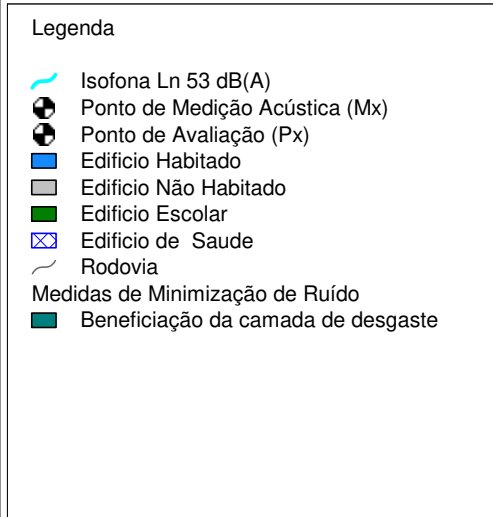 Legenda
Isofona Ln 53 dB(A)
Ponto de Medição Acústica (Mx)
Ponto de Avaliação (Px)
Edificio Habitado
Edificio Não Habitado
Edificio Escolar
Edificio de Saude
Rodovia
Medidas de Minimização de Ruído
Beneficiação da camada de desgaste